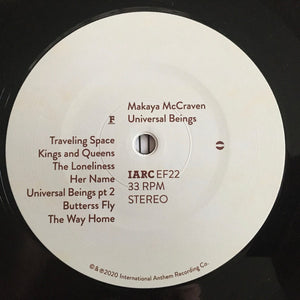 Makaya McCraven
Universal Beings
F
Traveling Space
Kings and Queens
The Loneliness
Her Name
Universal Beings pt 2
Butterss Fly
The Way Home
IARC EF22
33 RPM
STEREO
©&℗2020 International Anthem Recording Co.